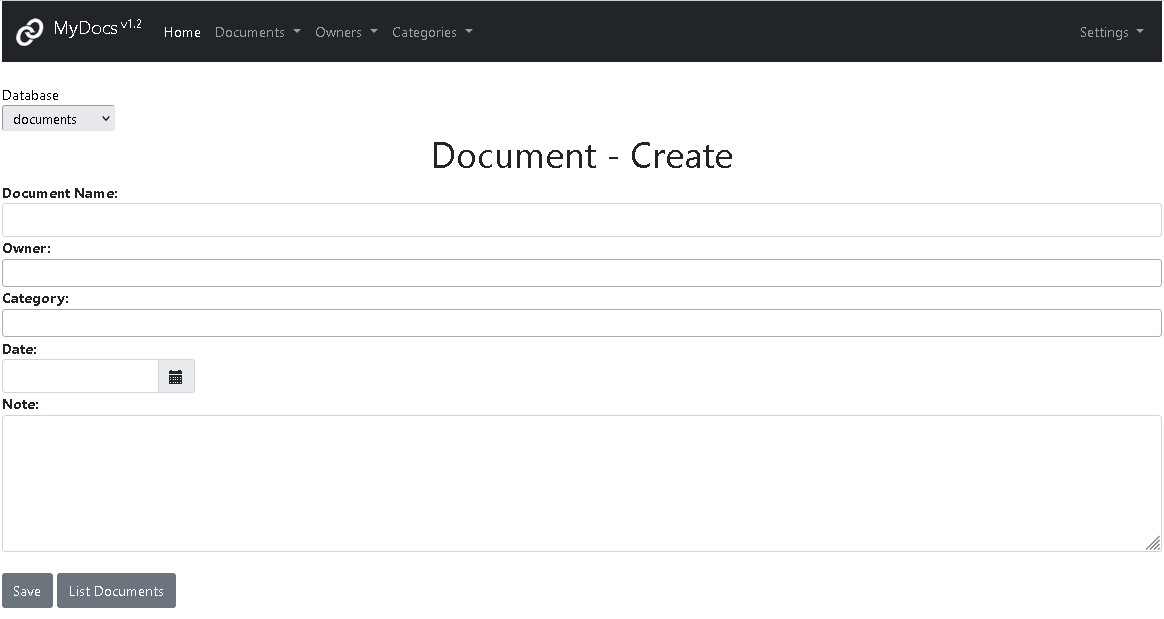 MyDocs v1.2 Home Documents Owners Categories Settings
Database
documents
Document - Create
Document Name:
Owner:
Category:
Date:
Note:
Save List Documents